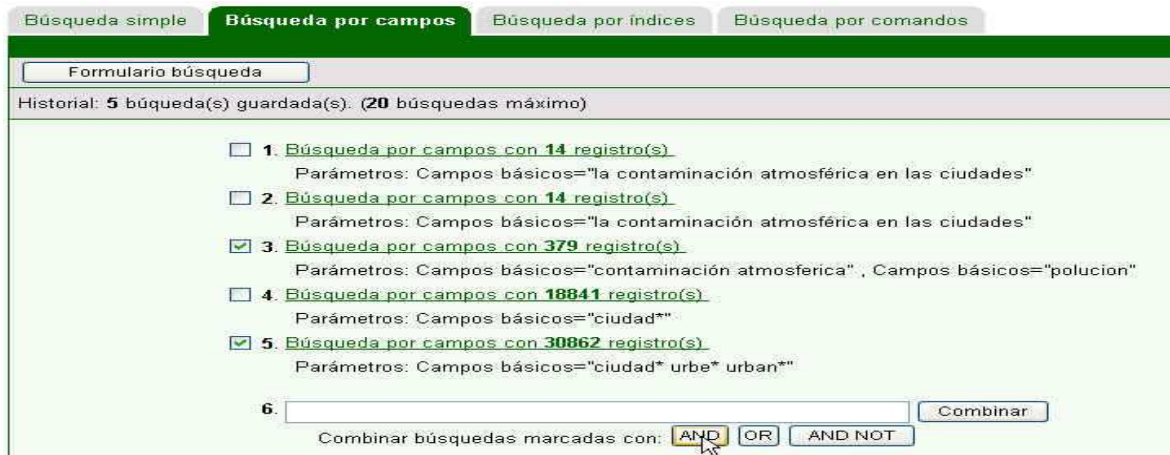 Búsqueda simple Búsqueda por campos Búsqueda por índices Búsqueda por comandos
Formulario búsqueda
Historial: 5 búqueda(s) guardada(s). (20 búsquedas máximo)
1. Búsqueda por campos con 14 registro(s)
Parámetros: Campos básicos="la contaminación atmosférica en las ciudades"
2. Búsqueda por campos con 14 registro(s)
Parámetros: Campos básicos="la contaminación atmosférica en las ciudades"
3. Búsqueda por campos con 379 registro(s)
Parámetros: Campos básicos="contaminación atmosferica" , Campos básicos="polucion"
4. Búsqueda por campos con 18841 registro(s)
Parámetros: Campos básicos="ciudad*"
5. Búsqueda por campos con 30862 registro(s)
Parámetros: Campos básicos="ciudad* urbe* urban*"
6. Combinar
Combinar búsquedas marcadas con: AND OR AND NOT